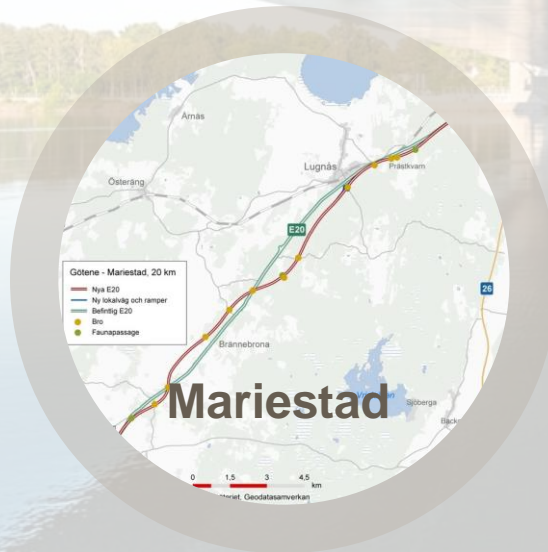 Årnäs
Lugnås
Prästkvarn
Österäng
E20
Götene - Mariestad, 20 km
Nya E20
Ny lokalväg och ramper
Befintlig E20
Bro
Faunapassage
26
Brännebrona
Mariestad
Sjöberga
0 1,5 3 4,5
km
Geodatasamverkan